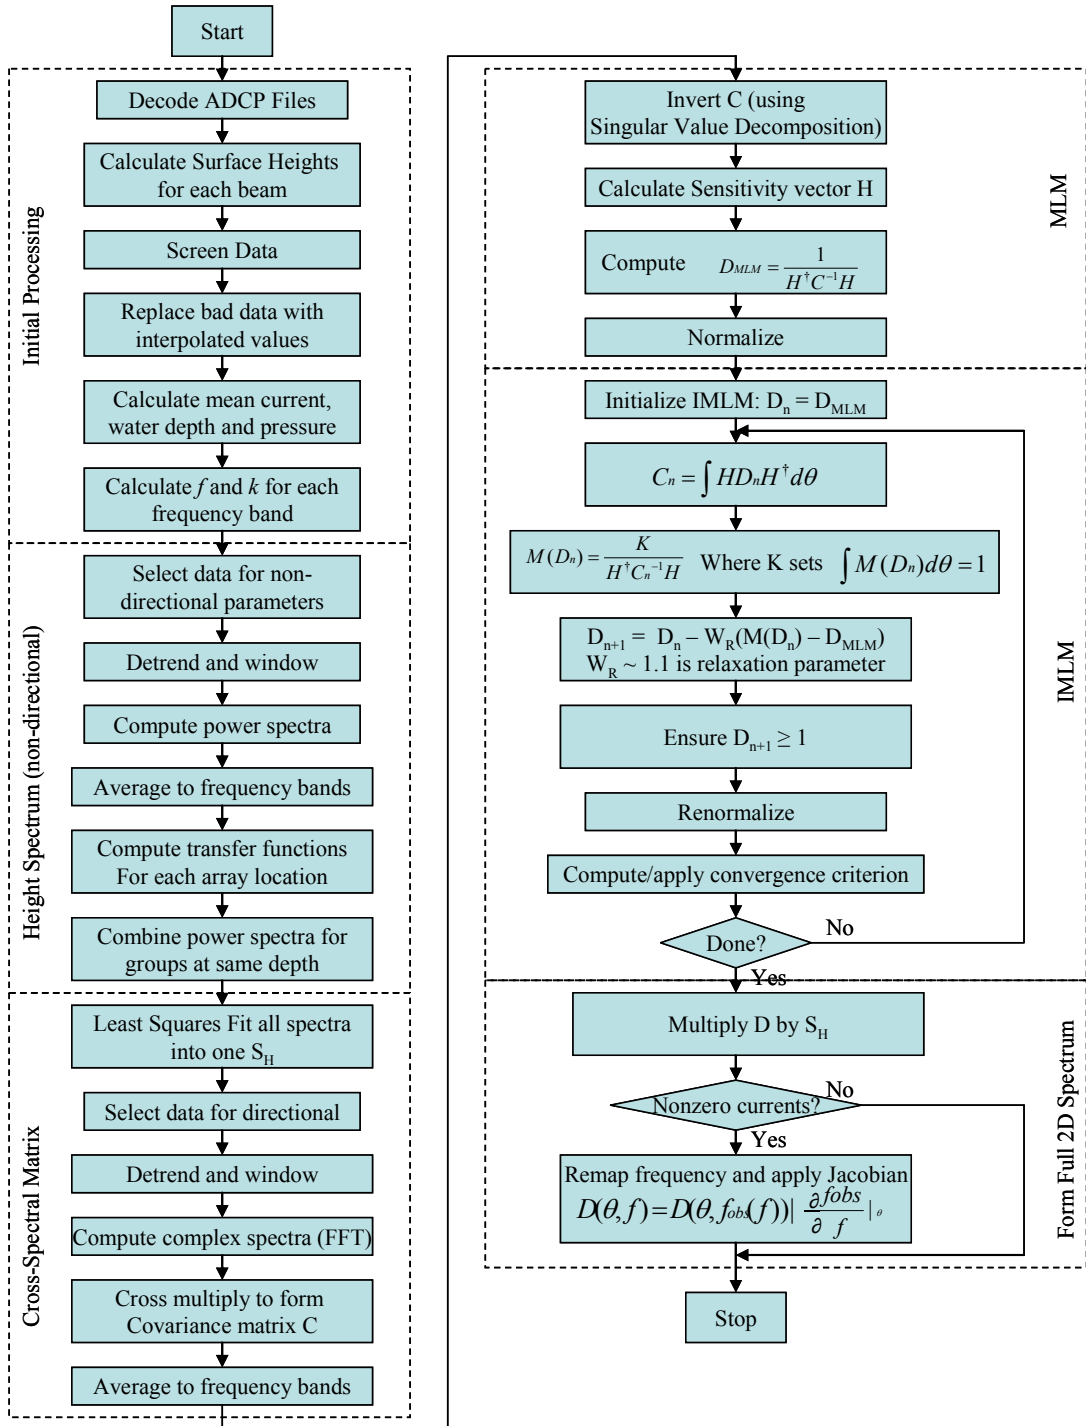 Start
Initial Processing
Decode ADCP Files
Calculate Surface Heights
for each beam
Screen Data
Replace bad data with
interpolated values
Calculate mean current,
water depth and pressure
Calculate f and k for each
frequency band
Height Spectrum (non-directional)
Select data for non-
directional parameters
Detrend and window
Compute power spectra
Average to frequency bands
Compute transfer functions
For each array location
Combine power spectra for
groups at same depth
Cross-Spectral Matrix
Least Squares Fit all spectra
into one S_H
Select data for directional
Detrend and window
Compute complex spectra (FFT)
Cross multiply to form
Covariance matrix C
Average to frequency bands
MLM
Invert C (using
Singular Value Decomposition)
Calculate Sensitivity vector H
Compute D_MLM = 1 / H†C⁻¹H
Normalize
IMLM
Initialize IMLM: D_n = D_MLM
C_n = ∫ HD_nH†dθ
M(D_n) = K / H†C_n⁻¹H Where K sets ∫ M(D_n)dθ = 1
D_n+1 = D_n – W_R(M(D_n) – D_MLM)
W_R ~ 1.1 is relaxation parameter
Ensure D_n+1 ≥ 1
Renormalize
Compute/apply convergence criterion
Done?
No
Yes
Form Full 2D Spectrum
Multiply D by S_H
Nonzero currents?
No
Yes
Remap frequency and apply Jacobian
D(θ, f) = D(θ, f_obs(f)) | ∂fobs / ∂f |_θ
Stop